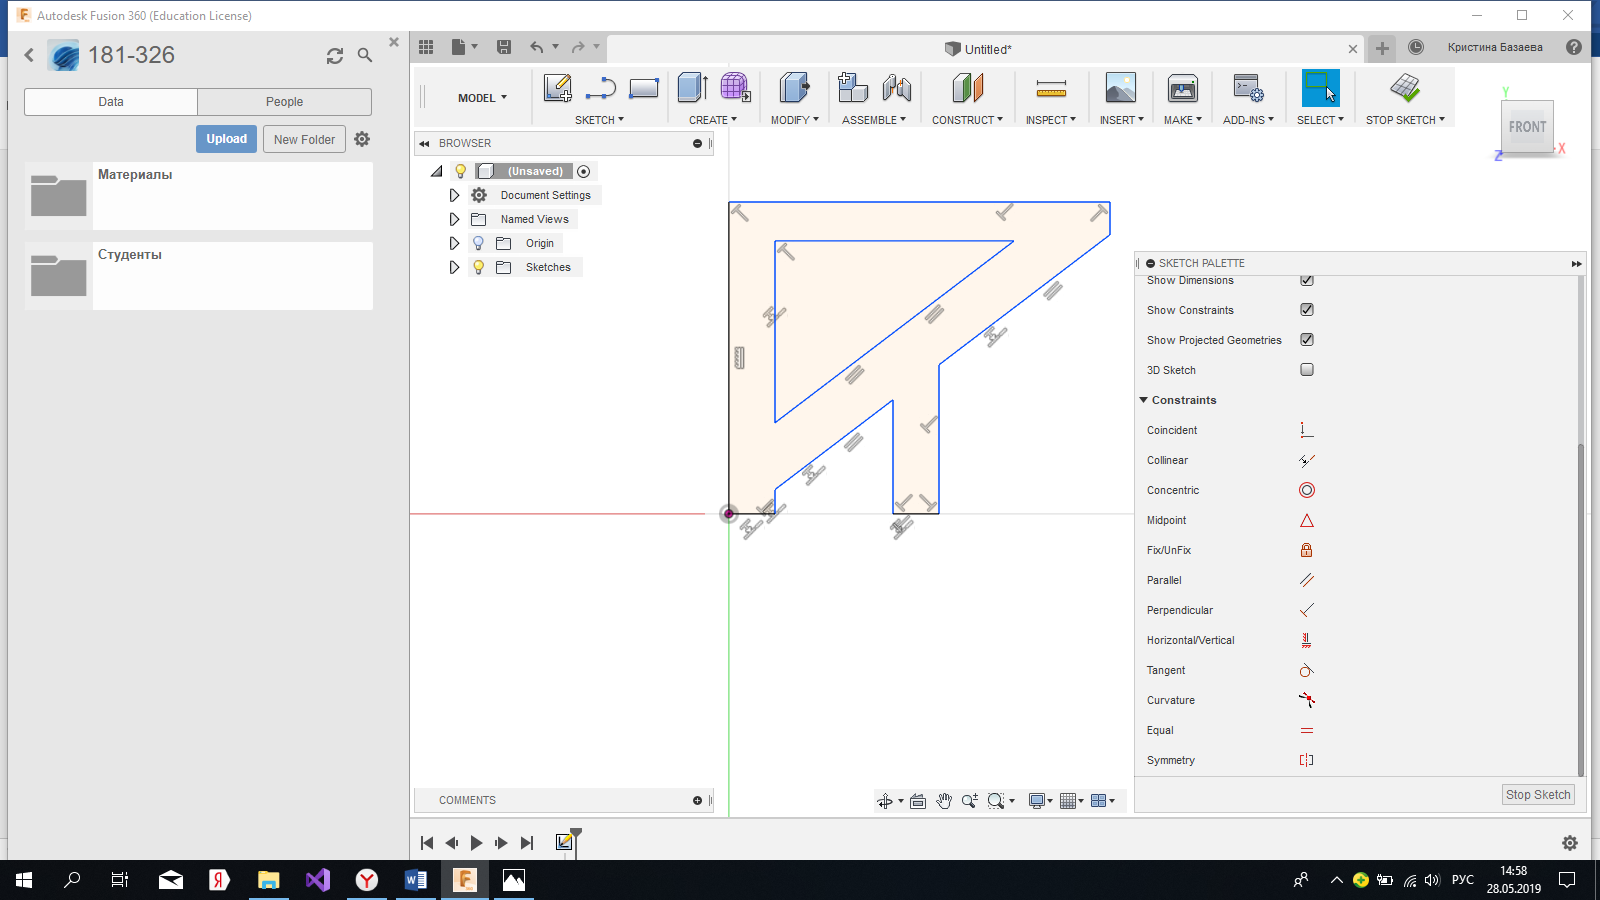 Autodesk Fusion 360 (Education License)
181-326
Data
People
Upload
New Folder
Материалы
Студенты
Untitled*
Кристина Базаева
MODEL
SKETCH
CREATE
MODIFY
ASSEMBLE
CONSTRUCT
INSPECT
INSERT
MAKE
ADD-INS
SELECT
STOP SKETCH
BROWSER
(Unsaved)
Document Settings
Named Views
Origin
Sketches
Y
FRONT
Z
X
SKETCH PALETTE
Show Dimensions
Show Constraints
Show Projected Geometries
3D Sketch
Constraints
Coincident
Collinear
Concentric
Midpoint
Fix/UnFix
Parallel
Perpendicular
Horizontal/Vertical
Tangent
Curvature
Equal
Symmetry
Stop Sketch
COMMENTS
РУС
14:58
28.05.2019